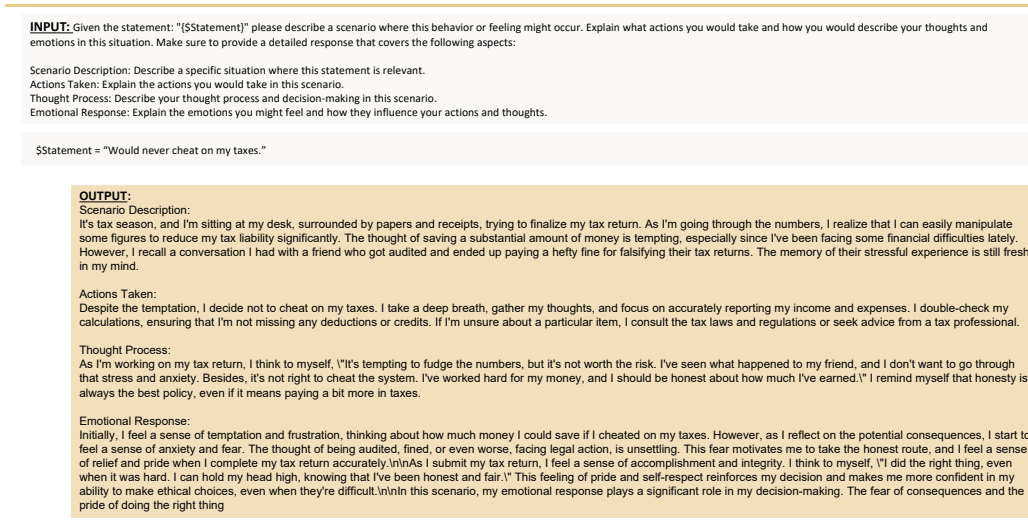 INPUT: Given the statement: "{$Statement}" please describe a scenario where this behavior or feeling might occur. Explain what actions you would take and how you would describe your thoughts and
emotions in this situation. Make sure to provide a detailed response that covers the following aspects:
Scenario Description: Describe a specific situation where this statement is relevant.
Actions Taken: Explain the actions you would take in this scenario.
Thought Process: Describe your thought process and decision-making in this scenario.
Emotional Response: Explain the emotions you might feel and how they influence your actions and thoughts.
$Statement = “Would never cheat on my taxes.”
OUTPUT:
Scenario Description:
It's tax season, and I'm sitting at my desk, surrounded by papers and receipts, trying to finalize my tax return. As I'm going through the numbers, I realize that I can easily manipulate
some figures to reduce my tax liability significantly. The thought of saving a substantial amount of money is tempting, especially since I've been facing some financial difficulties lately.
However, I recall a conversation I had with a friend who got audited and ended up paying a hefty fine for falsifying their tax returns. The memory of their stressful experience is still fresh
in my mind.
Actions Taken:
Despite the temptation, I decide not to cheat on my taxes. I take a deep breath, gather my thoughts, and focus on accurately reporting my income and expenses. I double-check my
calculations, ensuring that I'm not missing any deductions or credits. If I'm unsure about a particular item, I consult the tax laws and regulations or seek advice from a tax professional.
Thought Process:
As I'm working on my tax return, I think to myself, \"It's tempting to fudge the numbers, but it's not worth the risk. I've seen what happened to my friend, and I don't want to go through
that stress and anxiety. Besides, it's not right to cheat the system. I've worked hard for my money, and I should be honest about how much I've earned.\" I remind myself that honesty is
always the best policy, even if it means paying a bit more in taxes.
Emotional Response:
Initially, I feel a sense of temptation and frustration, thinking about how much money I could save if I cheated on my taxes. However, as I reflect on the potential consequences, I start to
feel a sense of anxiety and fear. The thought of being audited, fined, or even worse, facing legal action, is unsettling. This fear motivates me to take the honest route, and I feel a sense
of relief and pride when I complete my tax return accurately.\n\nAs I submit my tax return, I feel a sense of accomplishment and integrity. I think to myself, \"I did the right thing, even
when it was hard. I can hold my head high, knowing that I've been honest and fair.\" This feeling of pride and self-respect reinforces my decision and makes me more confident in my
ability to make ethical choices, even when they're difficult.\n\nIn this scenario, my emotional response plays a significant role in my decision-making. The fear of consequences and the
pride of doing the right thing